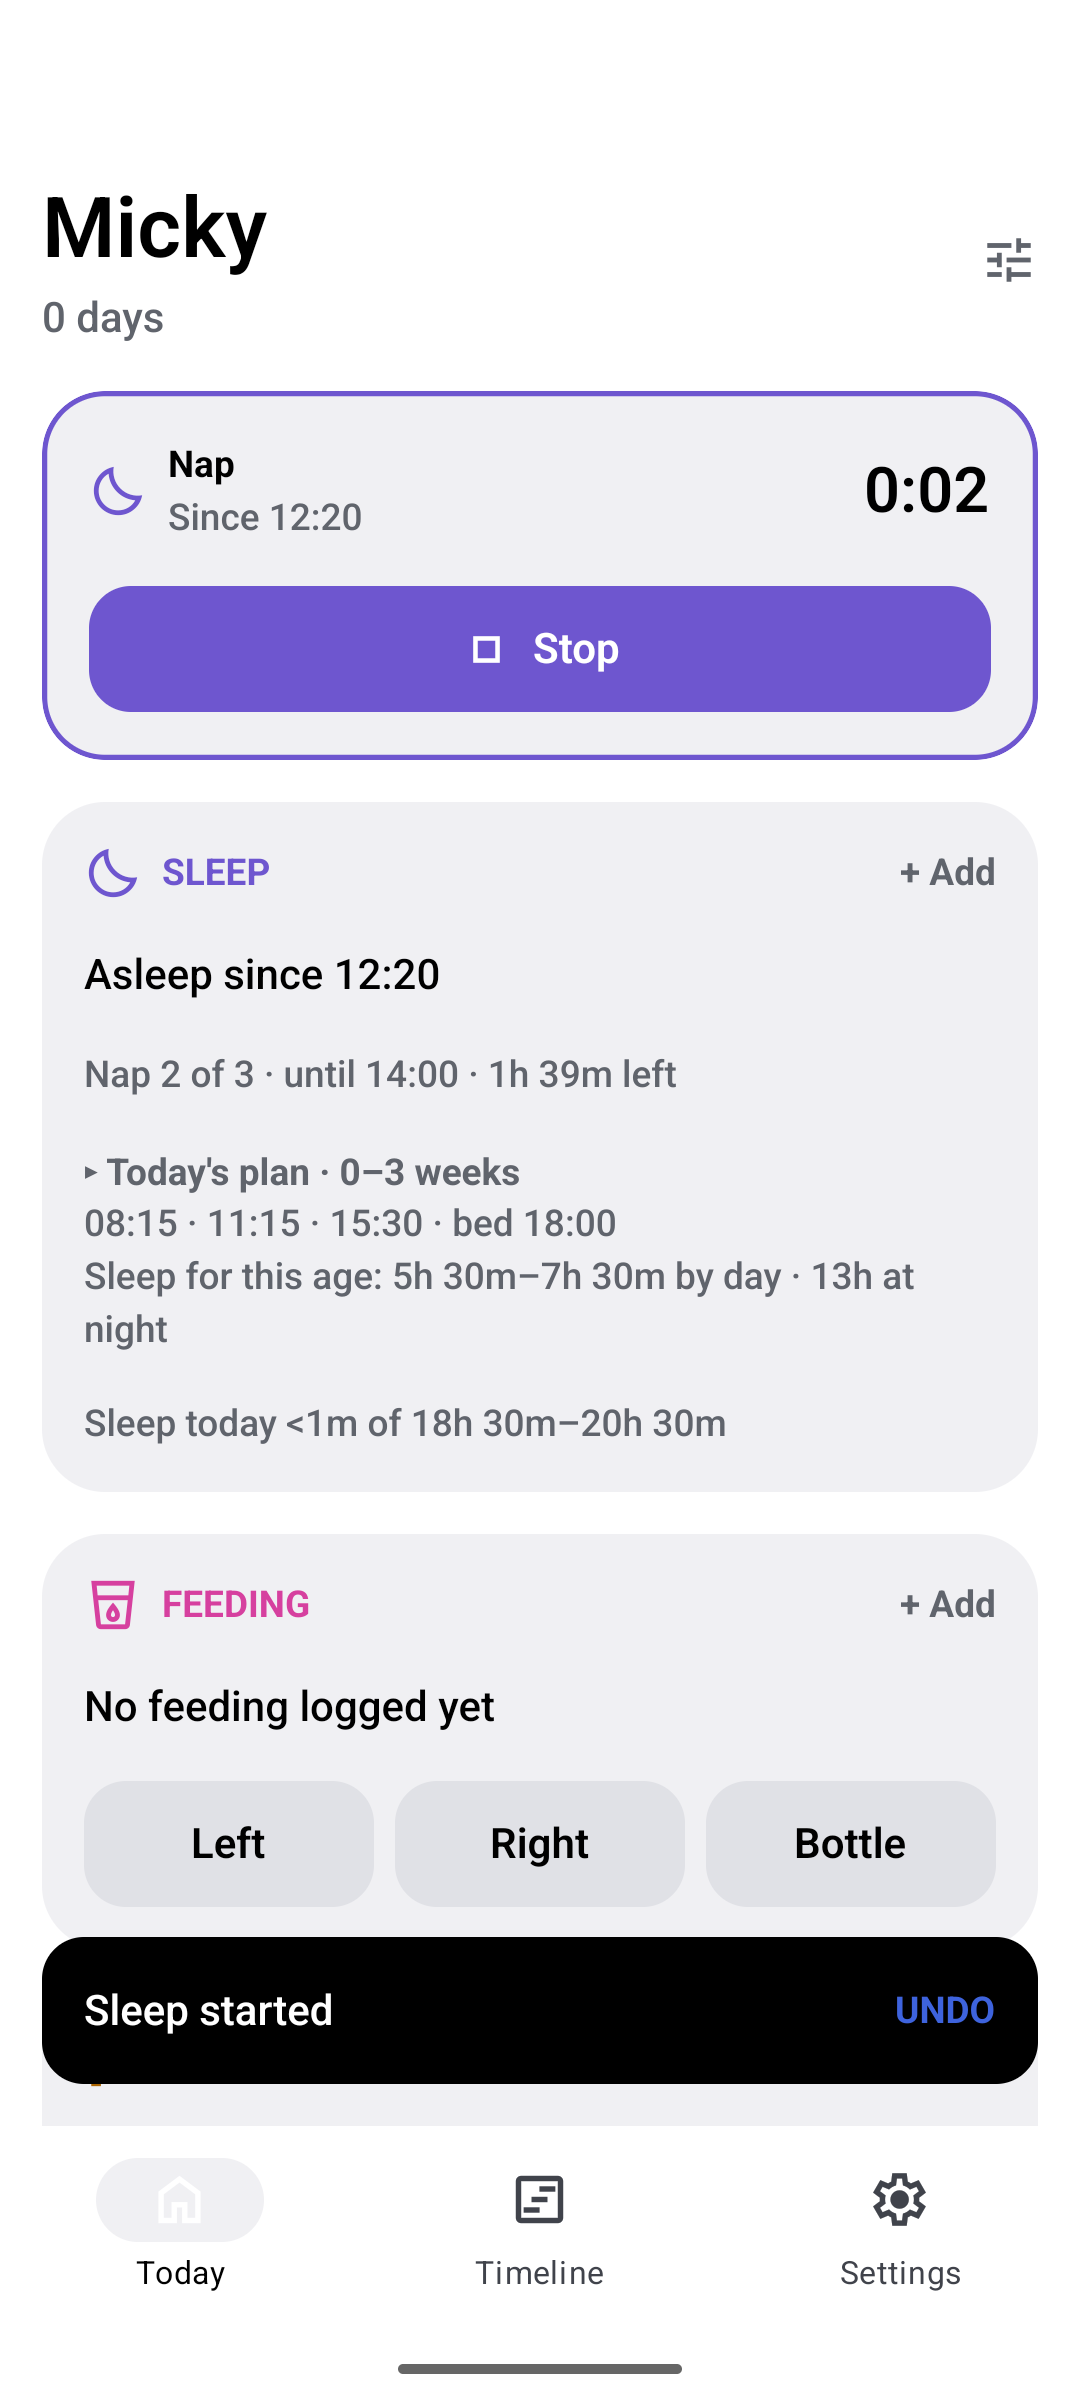 Micky
0 days
Nap
Since 12:20
0:02
Stop
SLEEP
+ Add
Asleep since 12:20
Nap 2 of 3 · until 14:00 · 1h 39m left
▸ Today's plan · 0–3 weeks
08:15 · 11:15 · 15:30 · bed 18:00
Sleep for this age: 5h 30m–7h 30m by day · 13h at
night
Sleep today <1m of 18h 30m–20h 30m
FEEDING
+ Add
No feeding logged yet
Left
Right
Bottle
Sleep started
UNDO
Today
Timeline
Settings